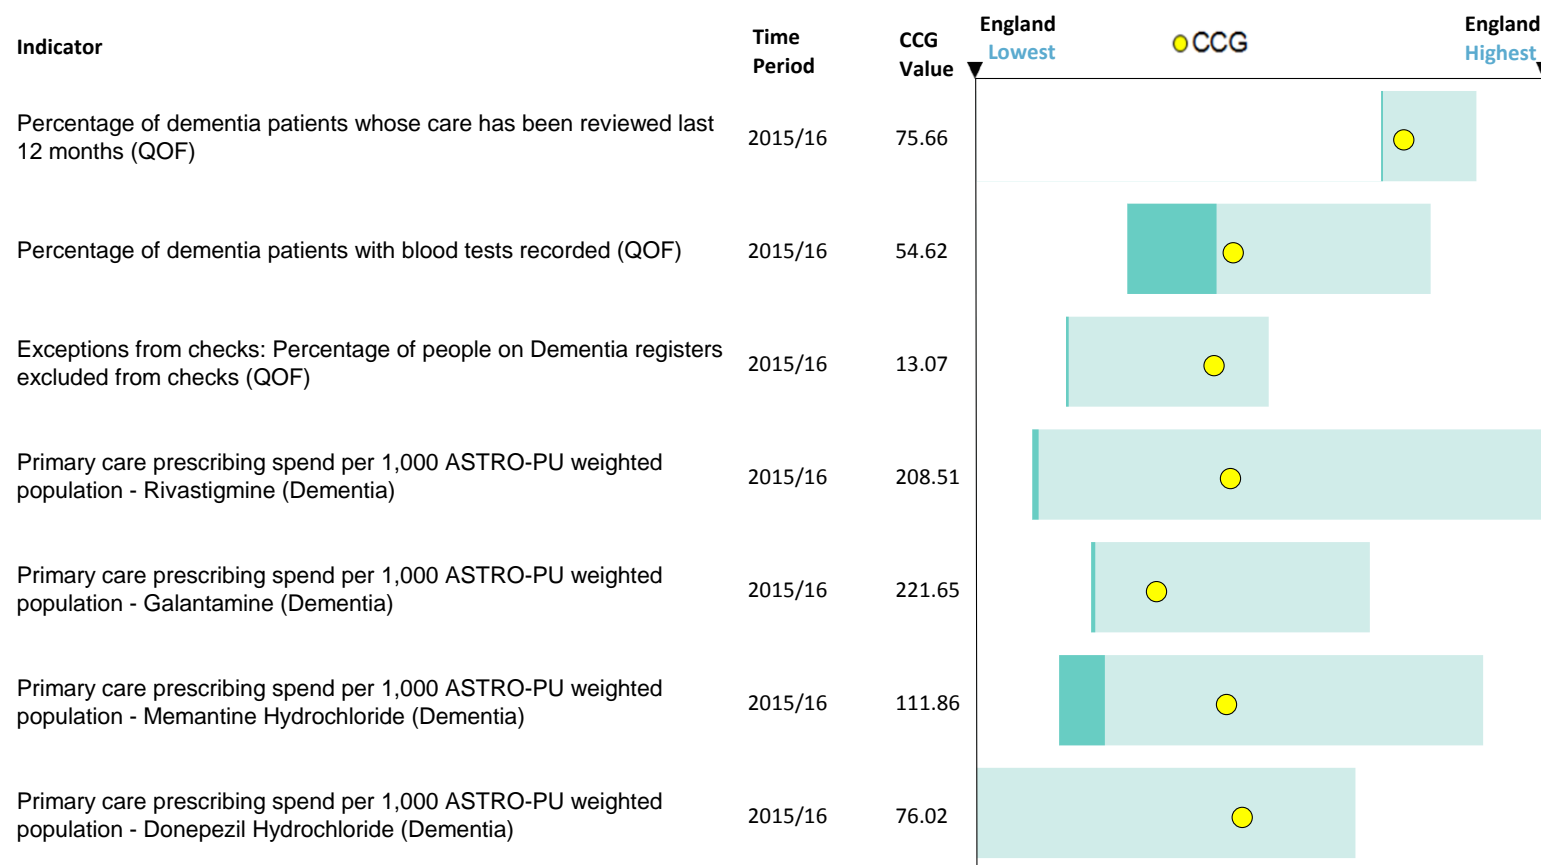 Indicator
Time
Period
CCG
Value
England
Lowest
CCG
England
Highest
Percentage of dementia patients whose care has been reviewed last
12 months (QOF)
2015/16
75.66
Percentage of dementia patients with blood tests recorded (QOF)
2015/16
54.62
Exceptions from checks: Percentage of people on Dementia registers
excluded from checks (QOF)
2015/16
13.07
Primary care prescribing spend per 1,000 ASTRO-PU weighted
population - Rivastigmine (Dementia)
2015/16
208.51
Primary care prescribing spend per 1,000 ASTRO-PU weighted
population - Galantamine (Dementia)
2015/16
221.65
Primary care prescribing spend per 1,000 ASTRO-PU weighted
population - Memantine Hydrochloride (Dementia)
2015/16
111.86
Primary care prescribing spend per 1,000 ASTRO-PU weighted
population - Donepezil Hydrochloride (Dementia)
2015/16
76.02